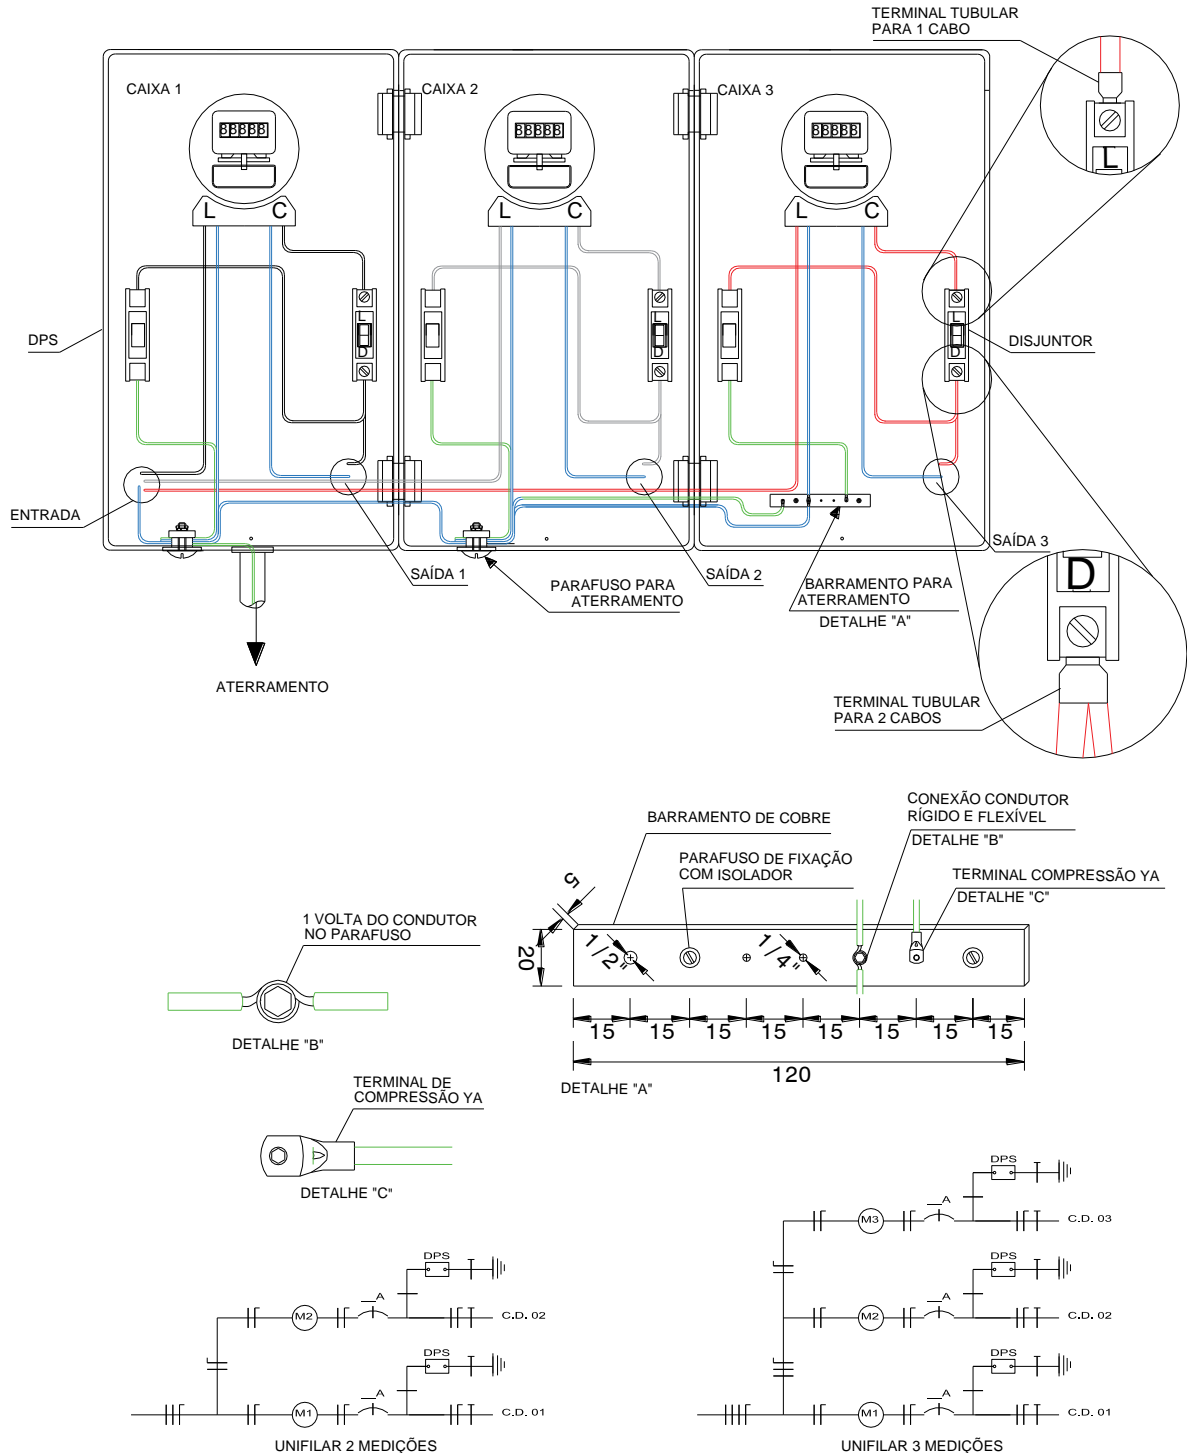 TERMINAL TUBULAR
PARA 1 CABO
CAIXA 1
CAIXA 2
CAIXA 3
88888
88888
88888
L
L C
L C
L C
L
D
L
D
L
D
DPS
DISJUNTOR
ENTRADA
SAÍDA 1
SAÍDA 2
SAÍDA 3
PARAFUSO PARA
ATERRAMENTO
BARRAMENTO PARA
ATERRAMENTO
DETALHE "A"
D
ATERRAMENTO
TERMINAL TUBULAR
PARA 2 CABOS
CONEXÃO CONDUTOR
RÍGIDO E FLEXÍVEL
DETALHE "B"
BARRAMENTO DE COBRE
PARAFUSO DE FIXAÇÃO
COM ISOLADOR
TERMINAL COMPRESSÃO YA
DETALHE "C"
5
1 VOLTA DO CONDUTOR
NO PARAFUSO
20
1/2"
1/4"
15 15 15 15 15 15 15 15
120
DETALHE "B"
DETALHE "A"
TERMINAL DE
COMPRESSÃO YA
DETALHE "C"
DPS
A
M3
C.D. 03
DPS
A
M2
C.D. 02
DPS
A
M2
C.D. 02
DPS
A
M1
C.D. 01
DPS
A
M1
C.D. 01
UNIFILAR 2 MEDIÇÕES
UNIFILAR 3 MEDIÇÕES